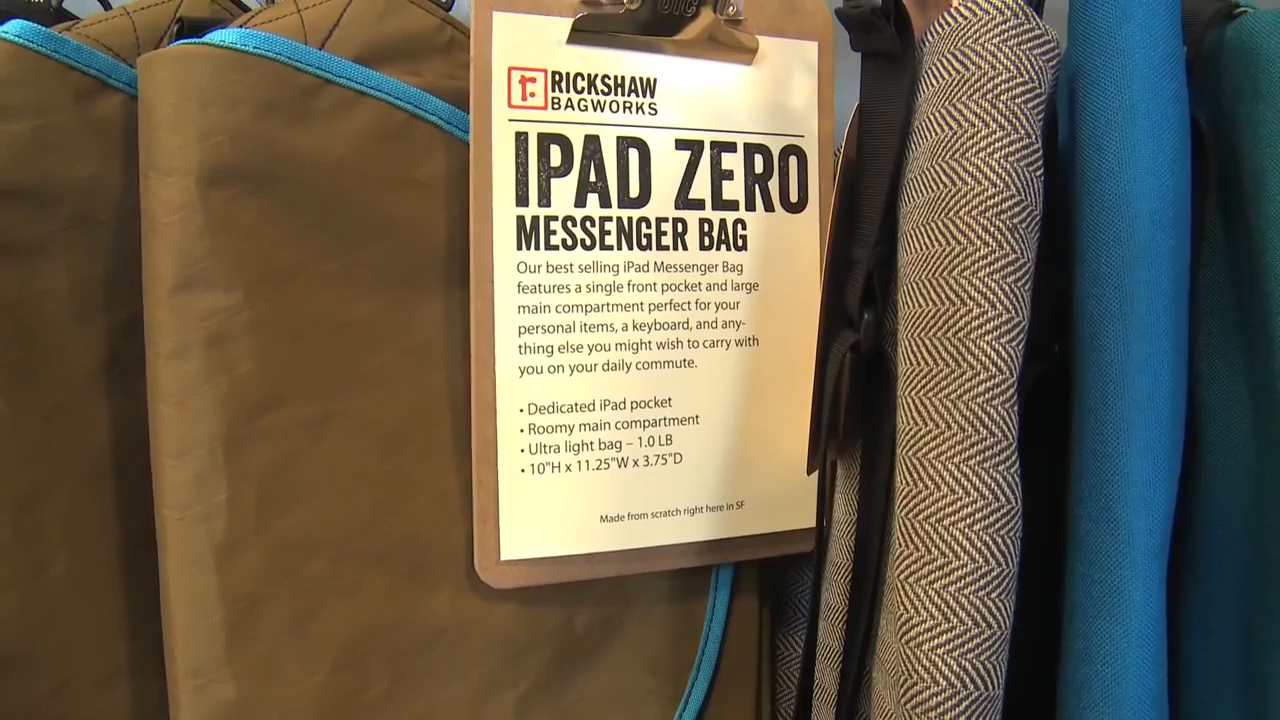 r.
RICKSHAW
BAGWORKS
IPAD ZERO
MESSENGER BAG
Our best selling iPad Messenger Bag
features a single front pocket and large
main compartment perfect for your
personal items, a keyboard, and any-
thing else you might wish to carry with
you on your daily commute.
• Dedicated iPad pocket
• Roomy main compartment
• Ultra light bag – 1.0 LB
• 10"H x 11.25"W x 3.75"D
Made from scratch right here in SF